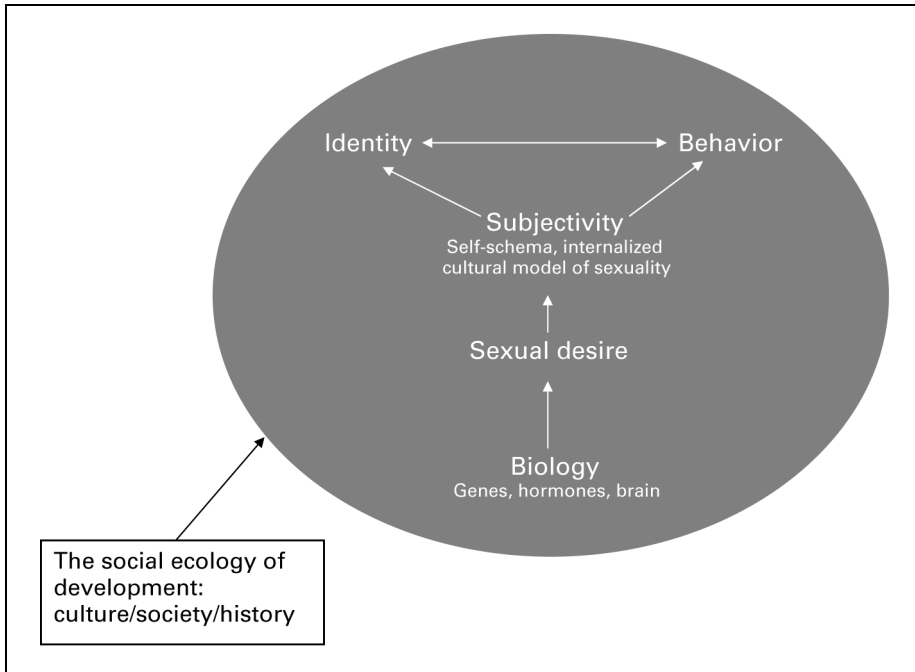 Identity
Behavior
Subjectivity
Self-schema, internalized
cultural model of sexuality
Sexual desire
Biology
Genes, hormones, brain
The social ecology of
development:
culture/society/history